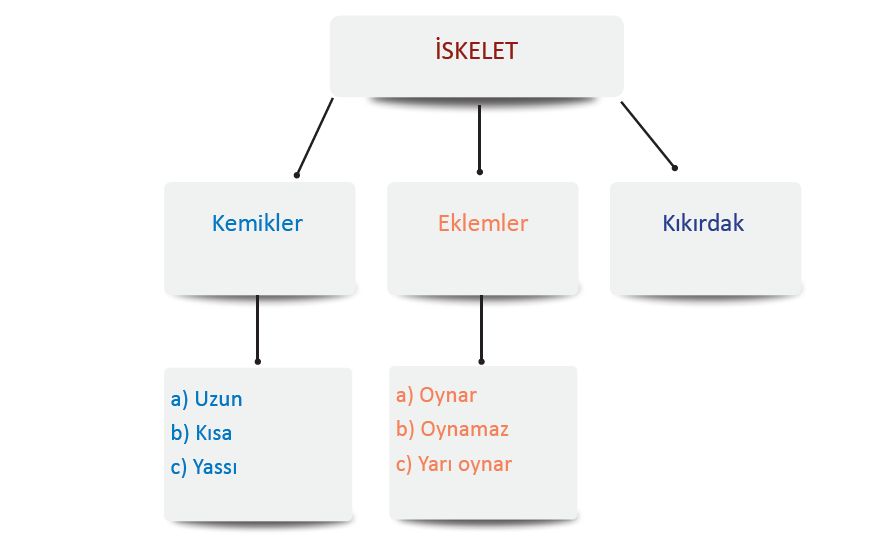 İSKELET
Kemikler
Eklemler
Kıkırdak
a) Uzun
b) Kısa
c) Yassı
a) Oynar
b) Oynamaz
c) Yarı oynar